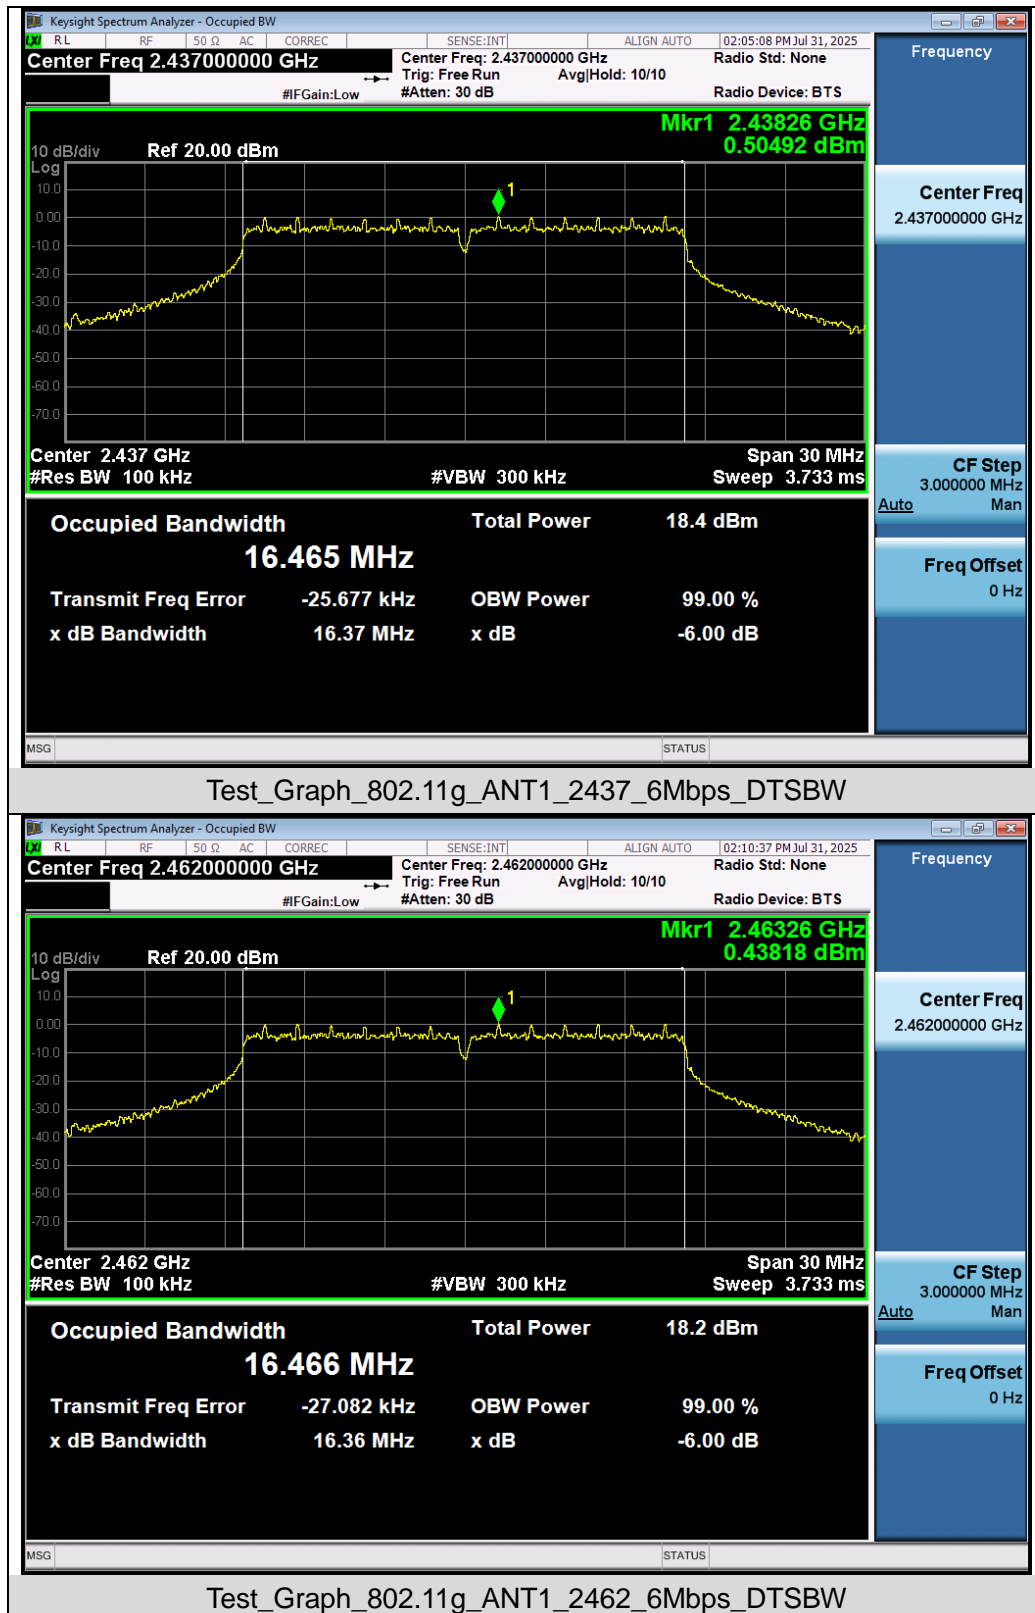 Keysight Spectrum Analyzer - Occupied BW
LXI RL RF 50 Ω AC CORREC SENSE:INT ALIGN AUTO 02:05:08 PM Jul 31, 2025
Center Freq 2.437000000 GHz Center Freq: 2.437000000 GHz Radio Std: None
Trig: Free Run Avg|Hold: 10/10
#IFGain:Low #Atten: 30 dB Radio Device: BTS
Frequency
Mkr1 2.43826 GHz
0.50492 dBm
10 dB/div Ref 20.00 dBm
Log
10.0
0.00
-10.0
-20.0
-30.0
-40.0
-50.0
-60.0
-70.0
1
Center 2.437 GHz Span 30 MHz
#Res BW 100 kHz #VBW 300 kHz Sweep 3.733 ms
Center Freq
2.437000000 GHz
CF Step
3.000000 MHz
Auto Man
Freq Offset
0 Hz
Occupied Bandwidth Total Power 18.4 dBm
16.465 MHz
Transmit Freq Error -25.677 kHz OBW Power 99.00 %
x dB Bandwidth 16.37 MHz x dB -6.00 dB
MSG STATUS
Test_Graph_802.11g_ANT1_2437_6Mbps_DTSBW
Keysight Spectrum Analyzer - Occupied BW
LXI RL RF 50 Ω AC CORREC SENSE:INT ALIGN AUTO 02:10:37 PM Jul 31, 2025
Center Freq 2.462000000 GHz Center Freq: 2.462000000 GHz Radio Std: None
Trig: Free Run Avg|Hold: 10/10
#IFGain:Low #Atten: 30 dB Radio Device: BTS
Frequency
Mkr1 2.46326 GHz
0.43818 dBm
10 dB/div Ref 20.00 dBm
Log
10.0
0.00
-10.0
-20.0
-30.0
-40.0
-50.0
-60.0
-70.0
1
Center 2.462 GHz Span 30 MHz
#Res BW 100 kHz #VBW 300 kHz Sweep 3.733 ms
Center Freq
2.462000000 GHz
CF Step
3.000000 MHz
Auto Man
Freq Offset
0 Hz
Occupied Bandwidth Total Power 18.2 dBm
16.466 MHz
Transmit Freq Error -27.082 kHz OBW Power 99.00 %
x dB Bandwidth 16.36 MHz x dB -6.00 dB
MSG STATUS
Test_Graph_802.11g_ANT1_2462_6Mbps_DTSBW